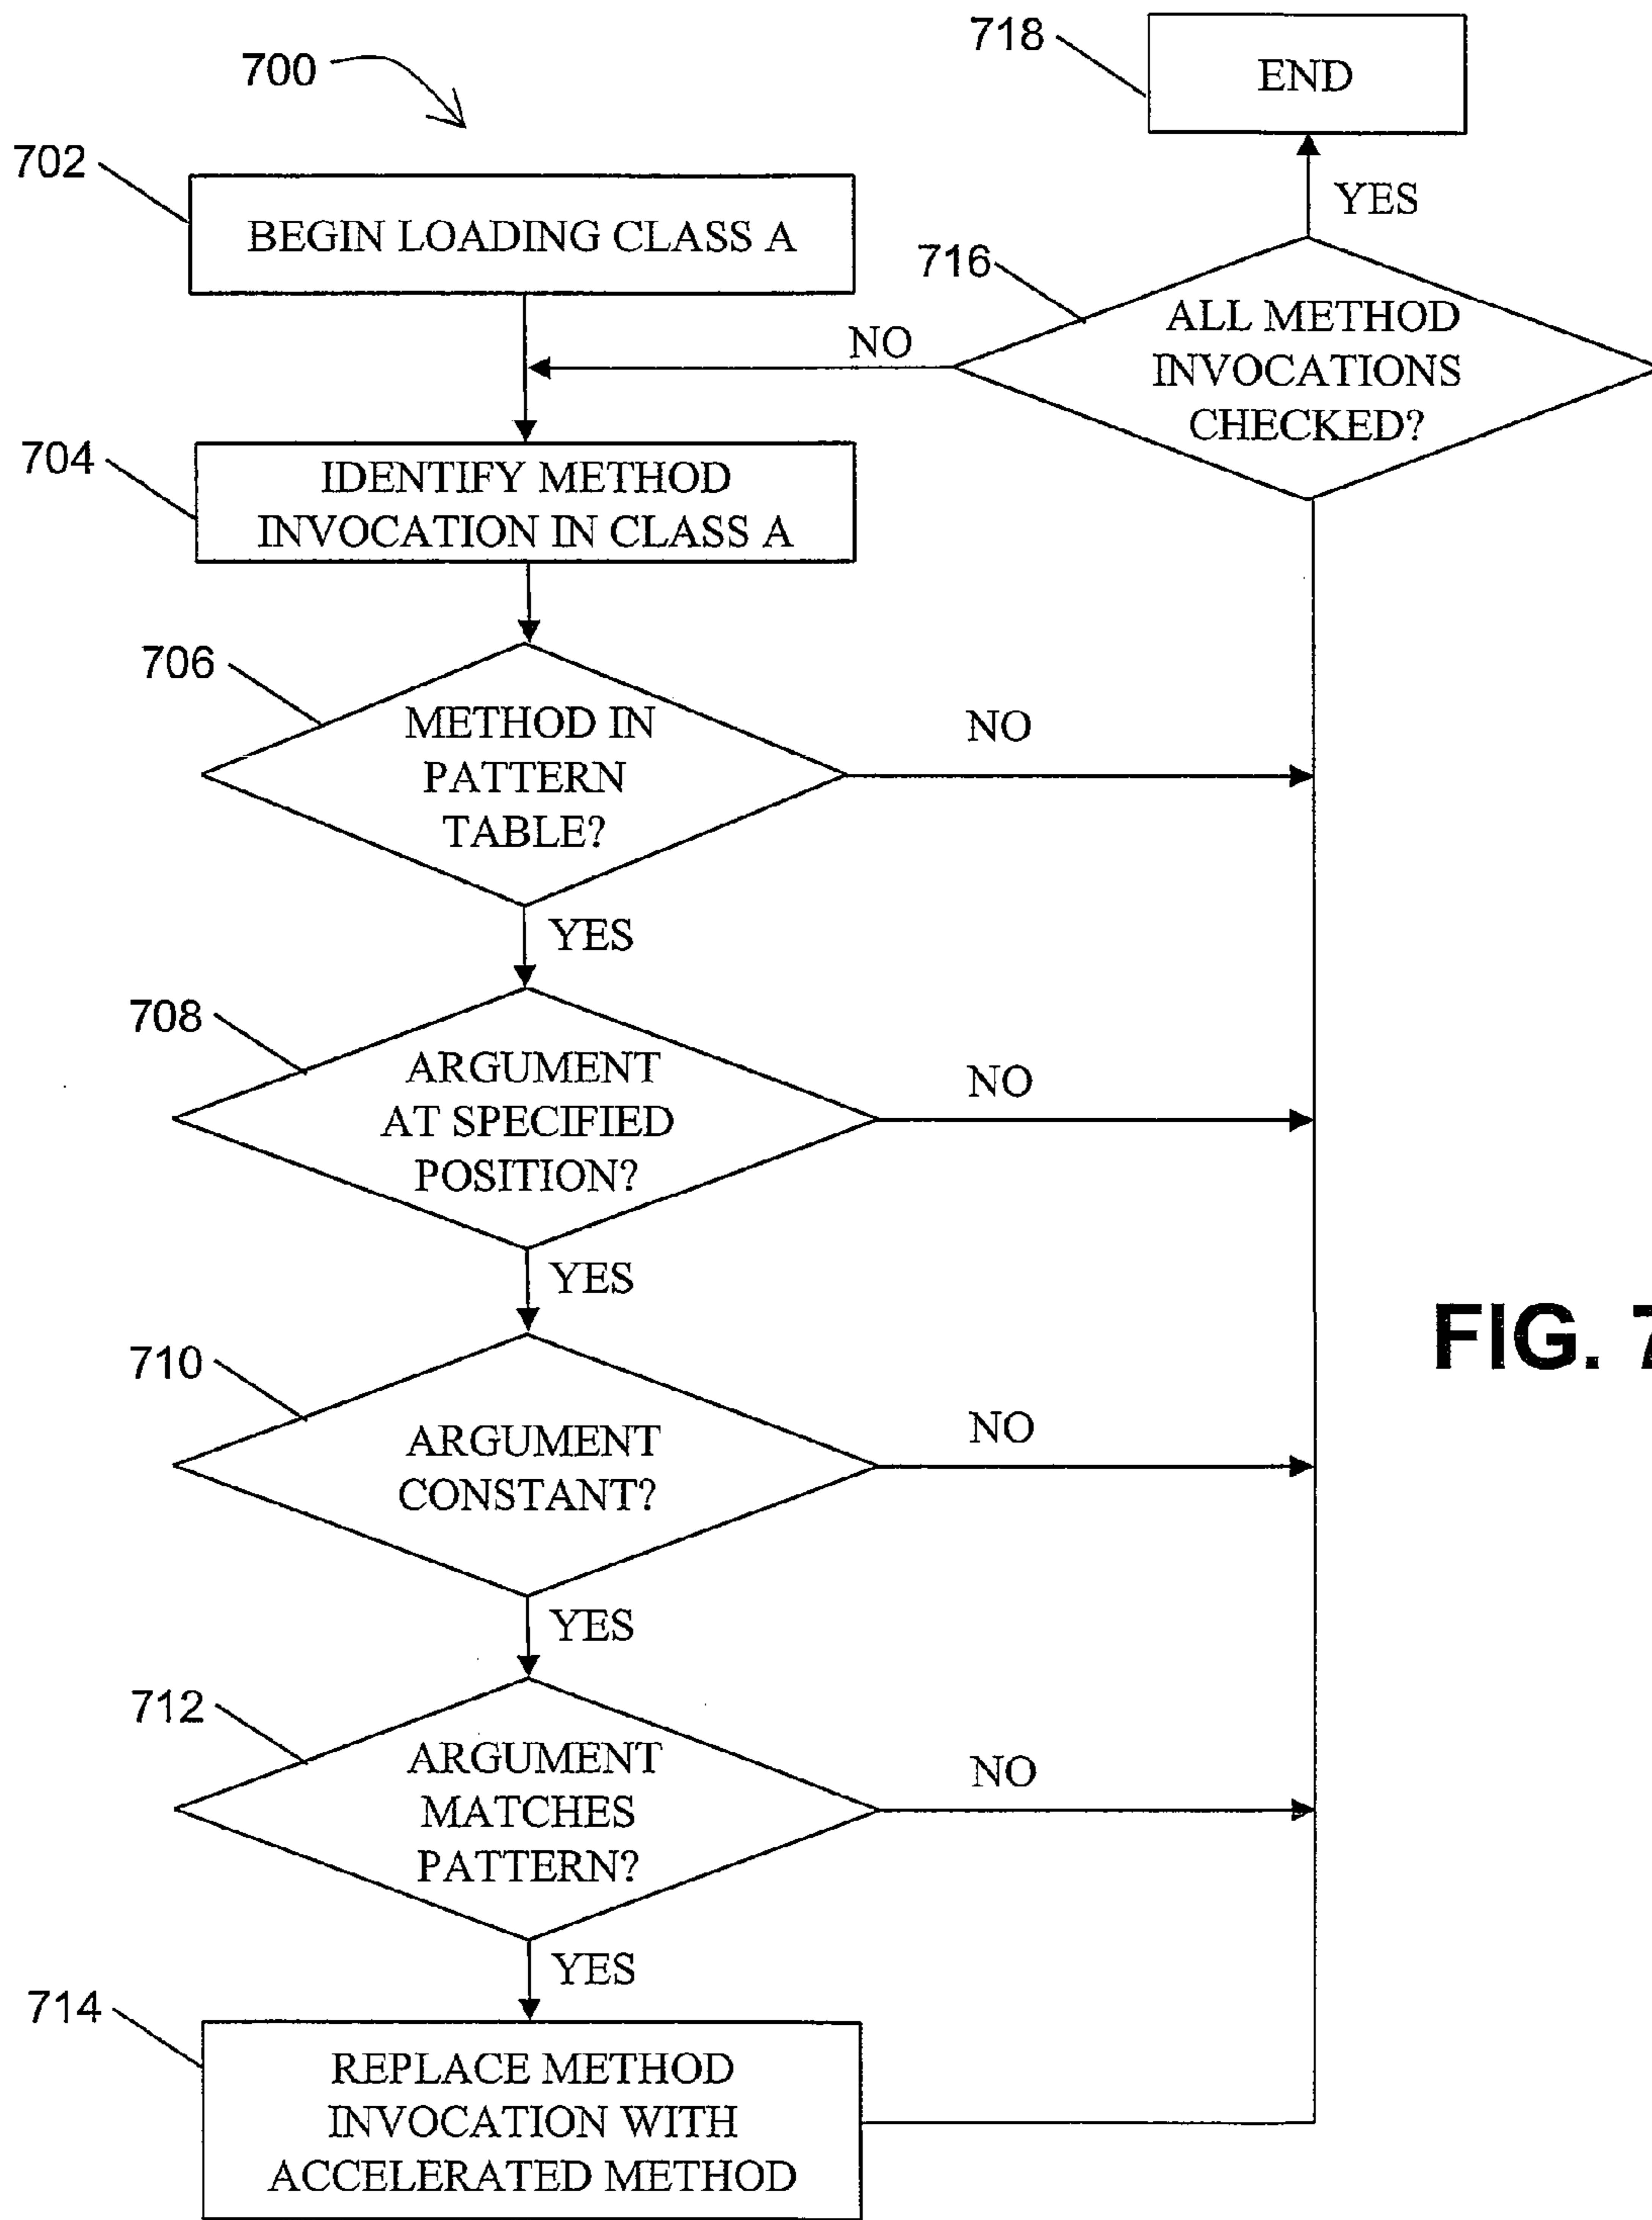 700
718
END
702
BEGIN LOADING CLASS A
YES
716
ALL METHOD
INVOCATIONS
CHECKED?
NO
704
IDENTIFY METHOD
INVOCATION IN CLASS A
706
METHOD IN
PATTERN
TABLE?
NO
YES
708
ARGUMENT
AT SPECIFIED
POSITION?
NO
YES
710
ARGUMENT
CONSTANT?
NO
YES
712
ARGUMENT
MATCHES
PATTERN?
NO
YES
714
REPLACE METHOD
INVOCATION WITH
ACCELERATED METHOD
FIG. 7